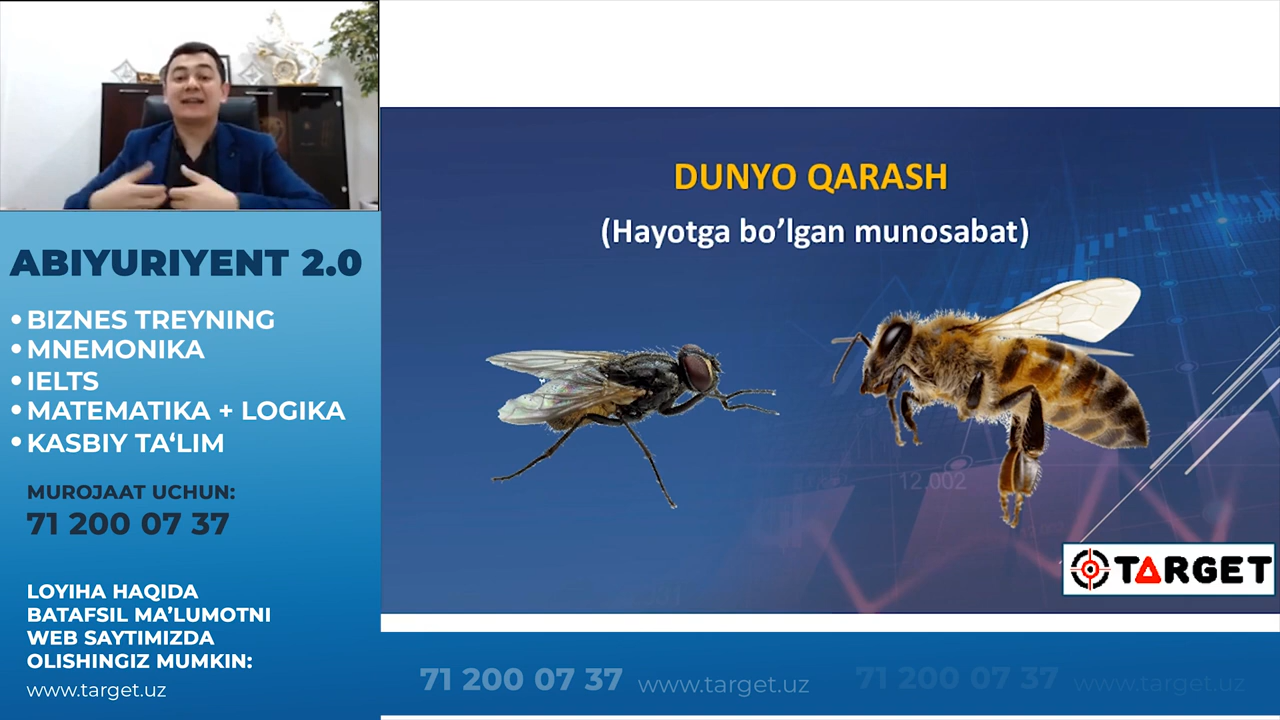 ABIYURIYENT 2.0
• BIZNES TREYNING
• MNEMONIKA
• IELTS
• MATEMATIKA + LOGIKA
• KASBIY TA‘LIM
MUROJAAT UCHUN:
71 200 07 37
LOYIHA HAQIDA
BATAFSIL MA’LUMOTNI
WEB SAYTIMIZDA
OLISHINGIZ MUMKIN:
www.target.uz
DUNYO QARASH
(Hayotga bo’lgan munosabat)
12.002
TARGET
71 200 07 37 www.target.uz 71 200 07 37 www.target.uz